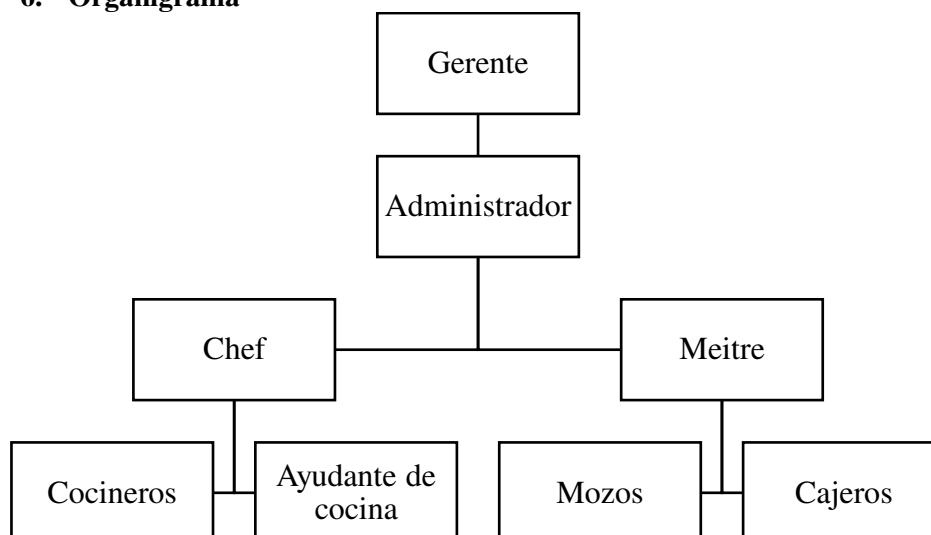 6. Organigrama
Gerente
Administrador
Chef
Meitre
Cocineros
Ayudante de
cocina
Mozos
Cajeros